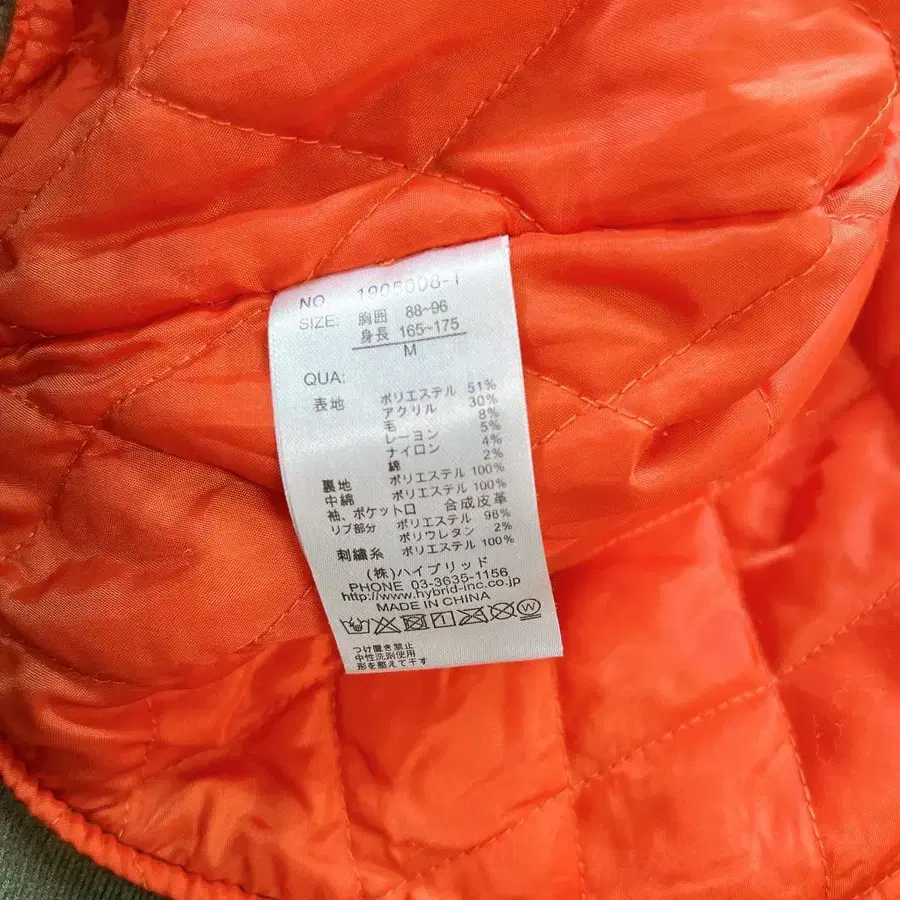 NO 1905008-1
SIZE: 胸囲 88~96
身長 165~175
M
QUA:
表地 ポリエステル 51%
アクリル 30%
毛 8%
レーヨン 5%
ナイロン 4%
綿 2%
裏地 ポリエステル 100%
中綿 ポリエステル 100%
袖、ポケット口 合成皮革
リブ部分 ポリエステル 98%
ポリウレタン 2%
刺繍糸 ポリエステル 100%
(株)ハイブリッド
PHONE 03-3635-1156
http://www.hybrid-inc.co.jp
MADE IN CHINA
つけ置き禁止
中性洗剤使用
形を整えて干す